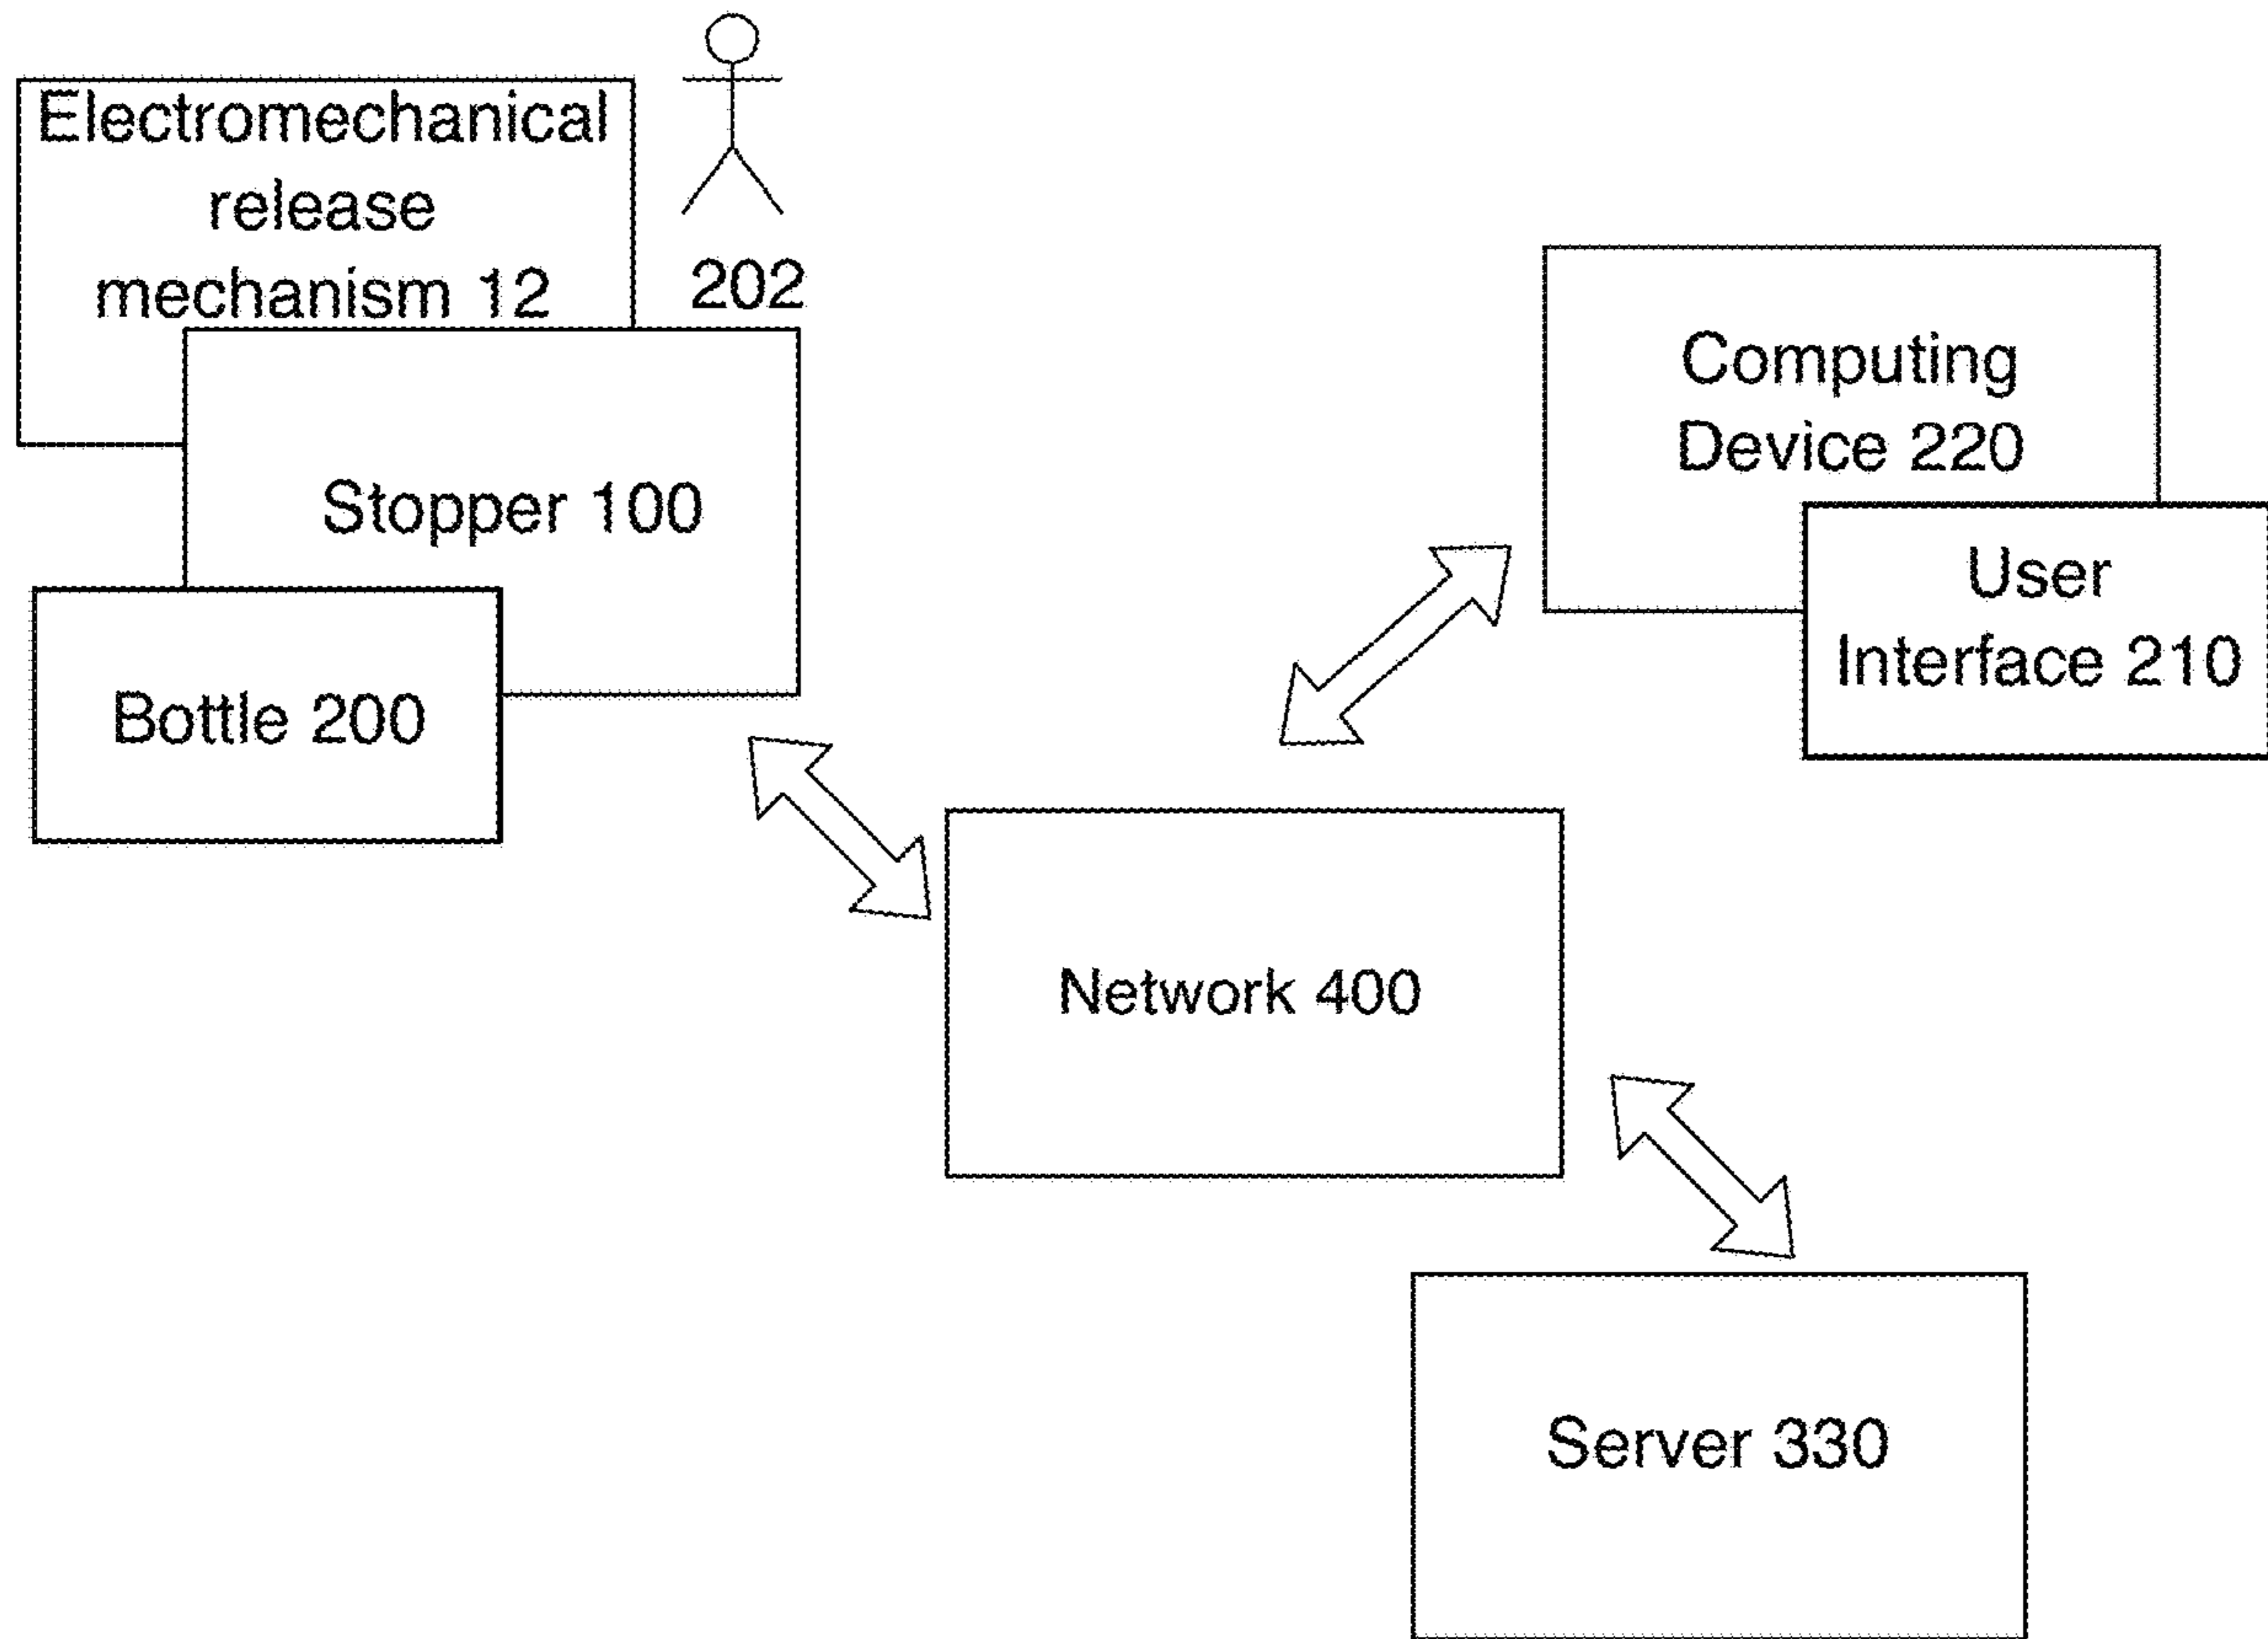 Electromechanical
release
mechanism 12
202
Stopper 100
Bottle 200
Computing
Device 220
User
Interface 210
Network 400
Server 330